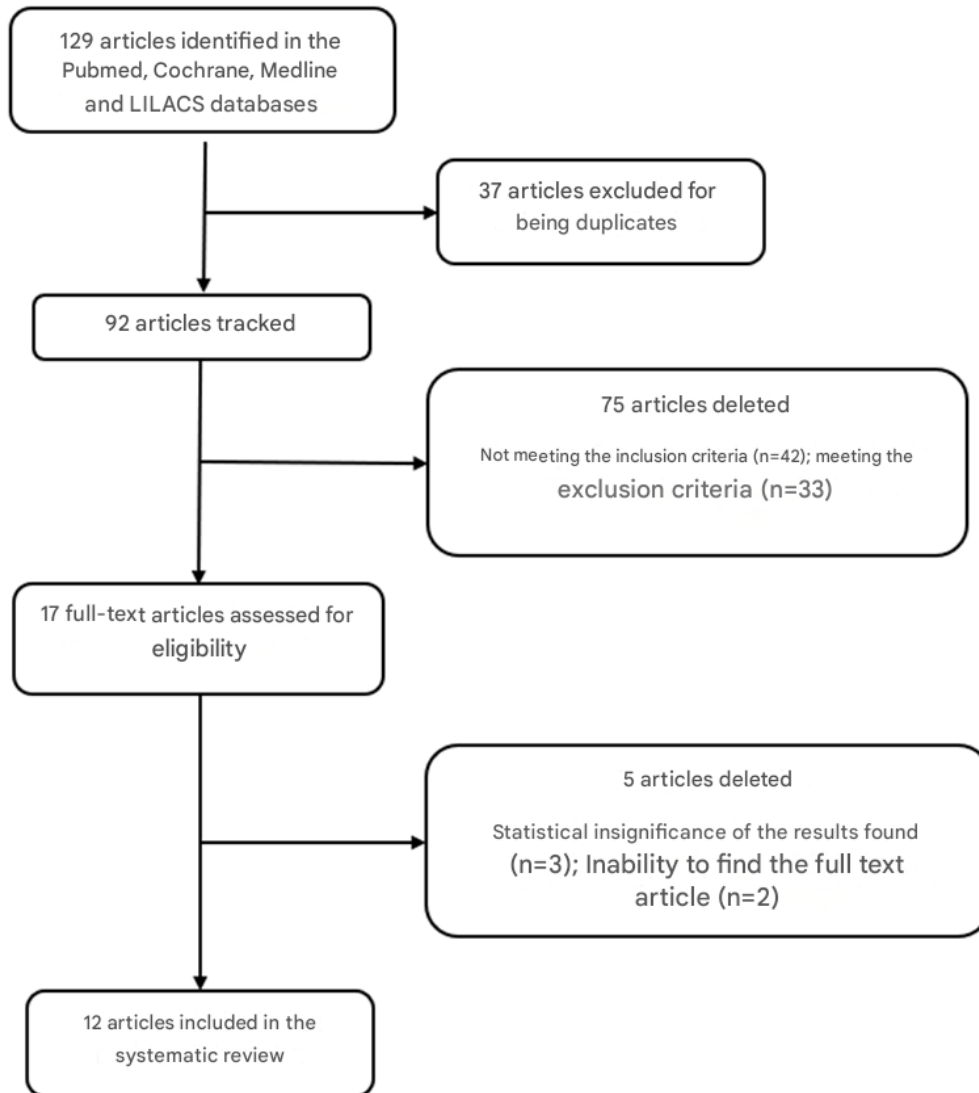 129 articles identified in the
Pubmed, Cochrane, Medline
and LILACS databases
37 articles excluded for
being duplicates
92 articles tracked
75 articles deleted
Not meeting the inclusion criteria (n=42); meeting the
exclusion criteria (n=33)
17 full-text articles assessed for
eligibility
5 articles deleted
Statistical insignificance of the results found
(n=3); Inability to find the full text
article (n=2)
12 articles included in the
systematic review